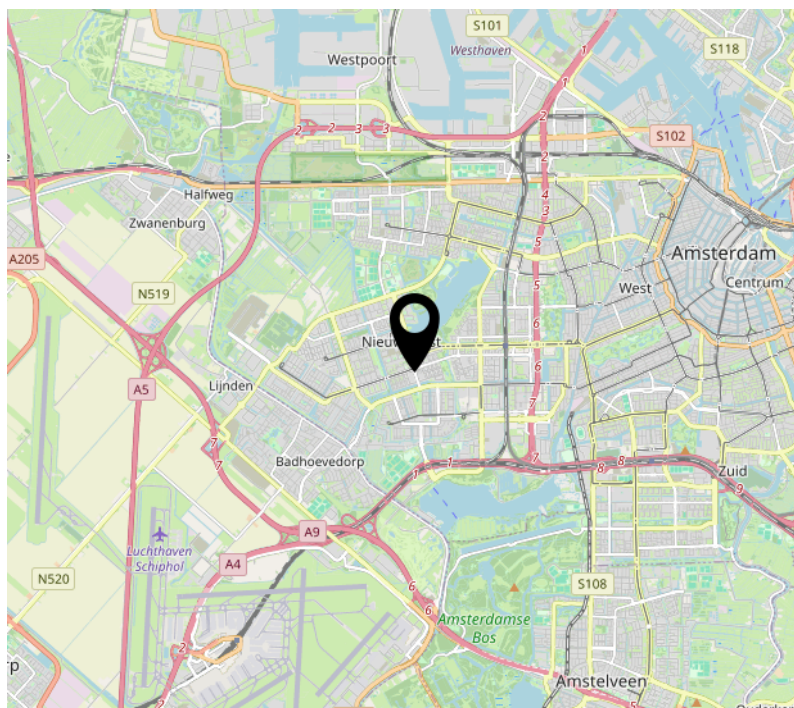 S101
Westpoort
Westhaven
S118
1
1
2
2 2 3 3
2
S102
2
Halfweg
4
Zwanenburg
3
5
Amsterdam
A205
5
West
Centrum
N519
6
A5
6
Lijnden
7
7
7
Badhoevedorp
1 1
7
8 8
Zuid
9
A9
Luchthaven
Schiphol
A4
N520
6
6
S108
Amsterdamse
Bos
2
Amstelveen
2
5